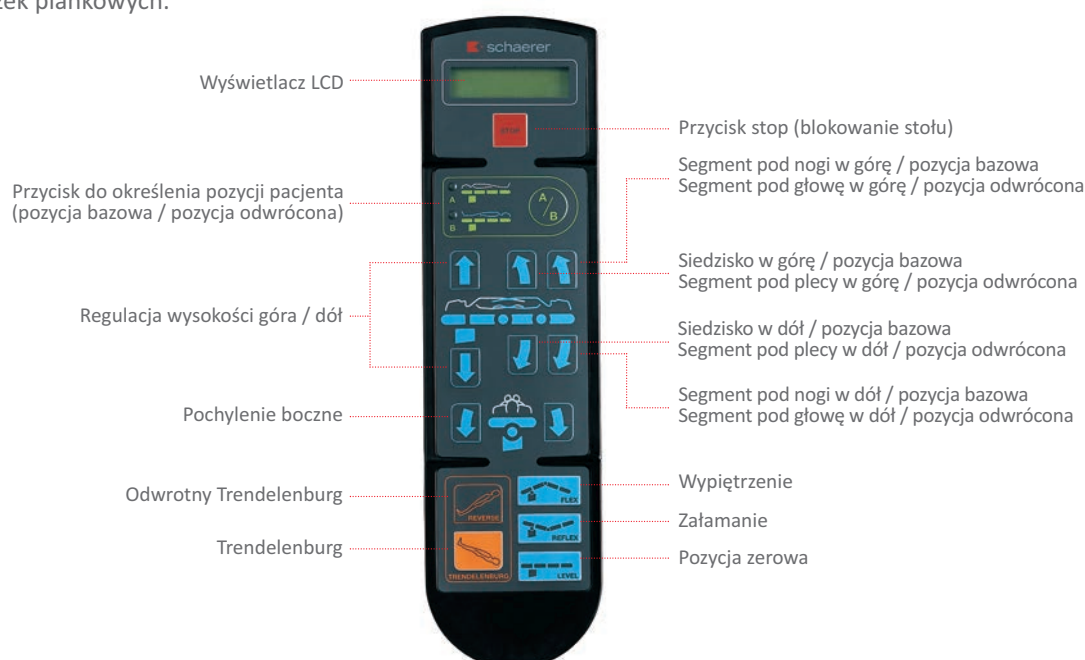 plankowych.
schaerer
Wyświetlacz LCD
STOP
Przycisk stop (blokowanie stołu)
Segment pod nogi w górę / pozycja bazowa
Segment pod głowę w górę / pozycja odwrócona
Przycisk do określenia pozycji pacjenta
(pozycja bazowa / pozycja odwrócona)
A
B
A/B
Siedzisko w górę / pozycja bazowa
Segment pod plecy w górę / pozycja odwrócona
Regulacja wysokości góra / dół
Siedzisko w dół / pozycja bazowa
Segment pod plecy w dół / pozycja odwrócona
Segment pod nogi w dół / pozycja bazowa
Segment pod głowę w dół / pozycja odwrócona
Pochylenie boczne
Wypiętrzenie
FLEX
Odwrotny Trendelenburg
REVERSE
Załamanie
REFLEX
Trendelenburg
TRENDELENBURG
Pozycja zerowa
LEVEL